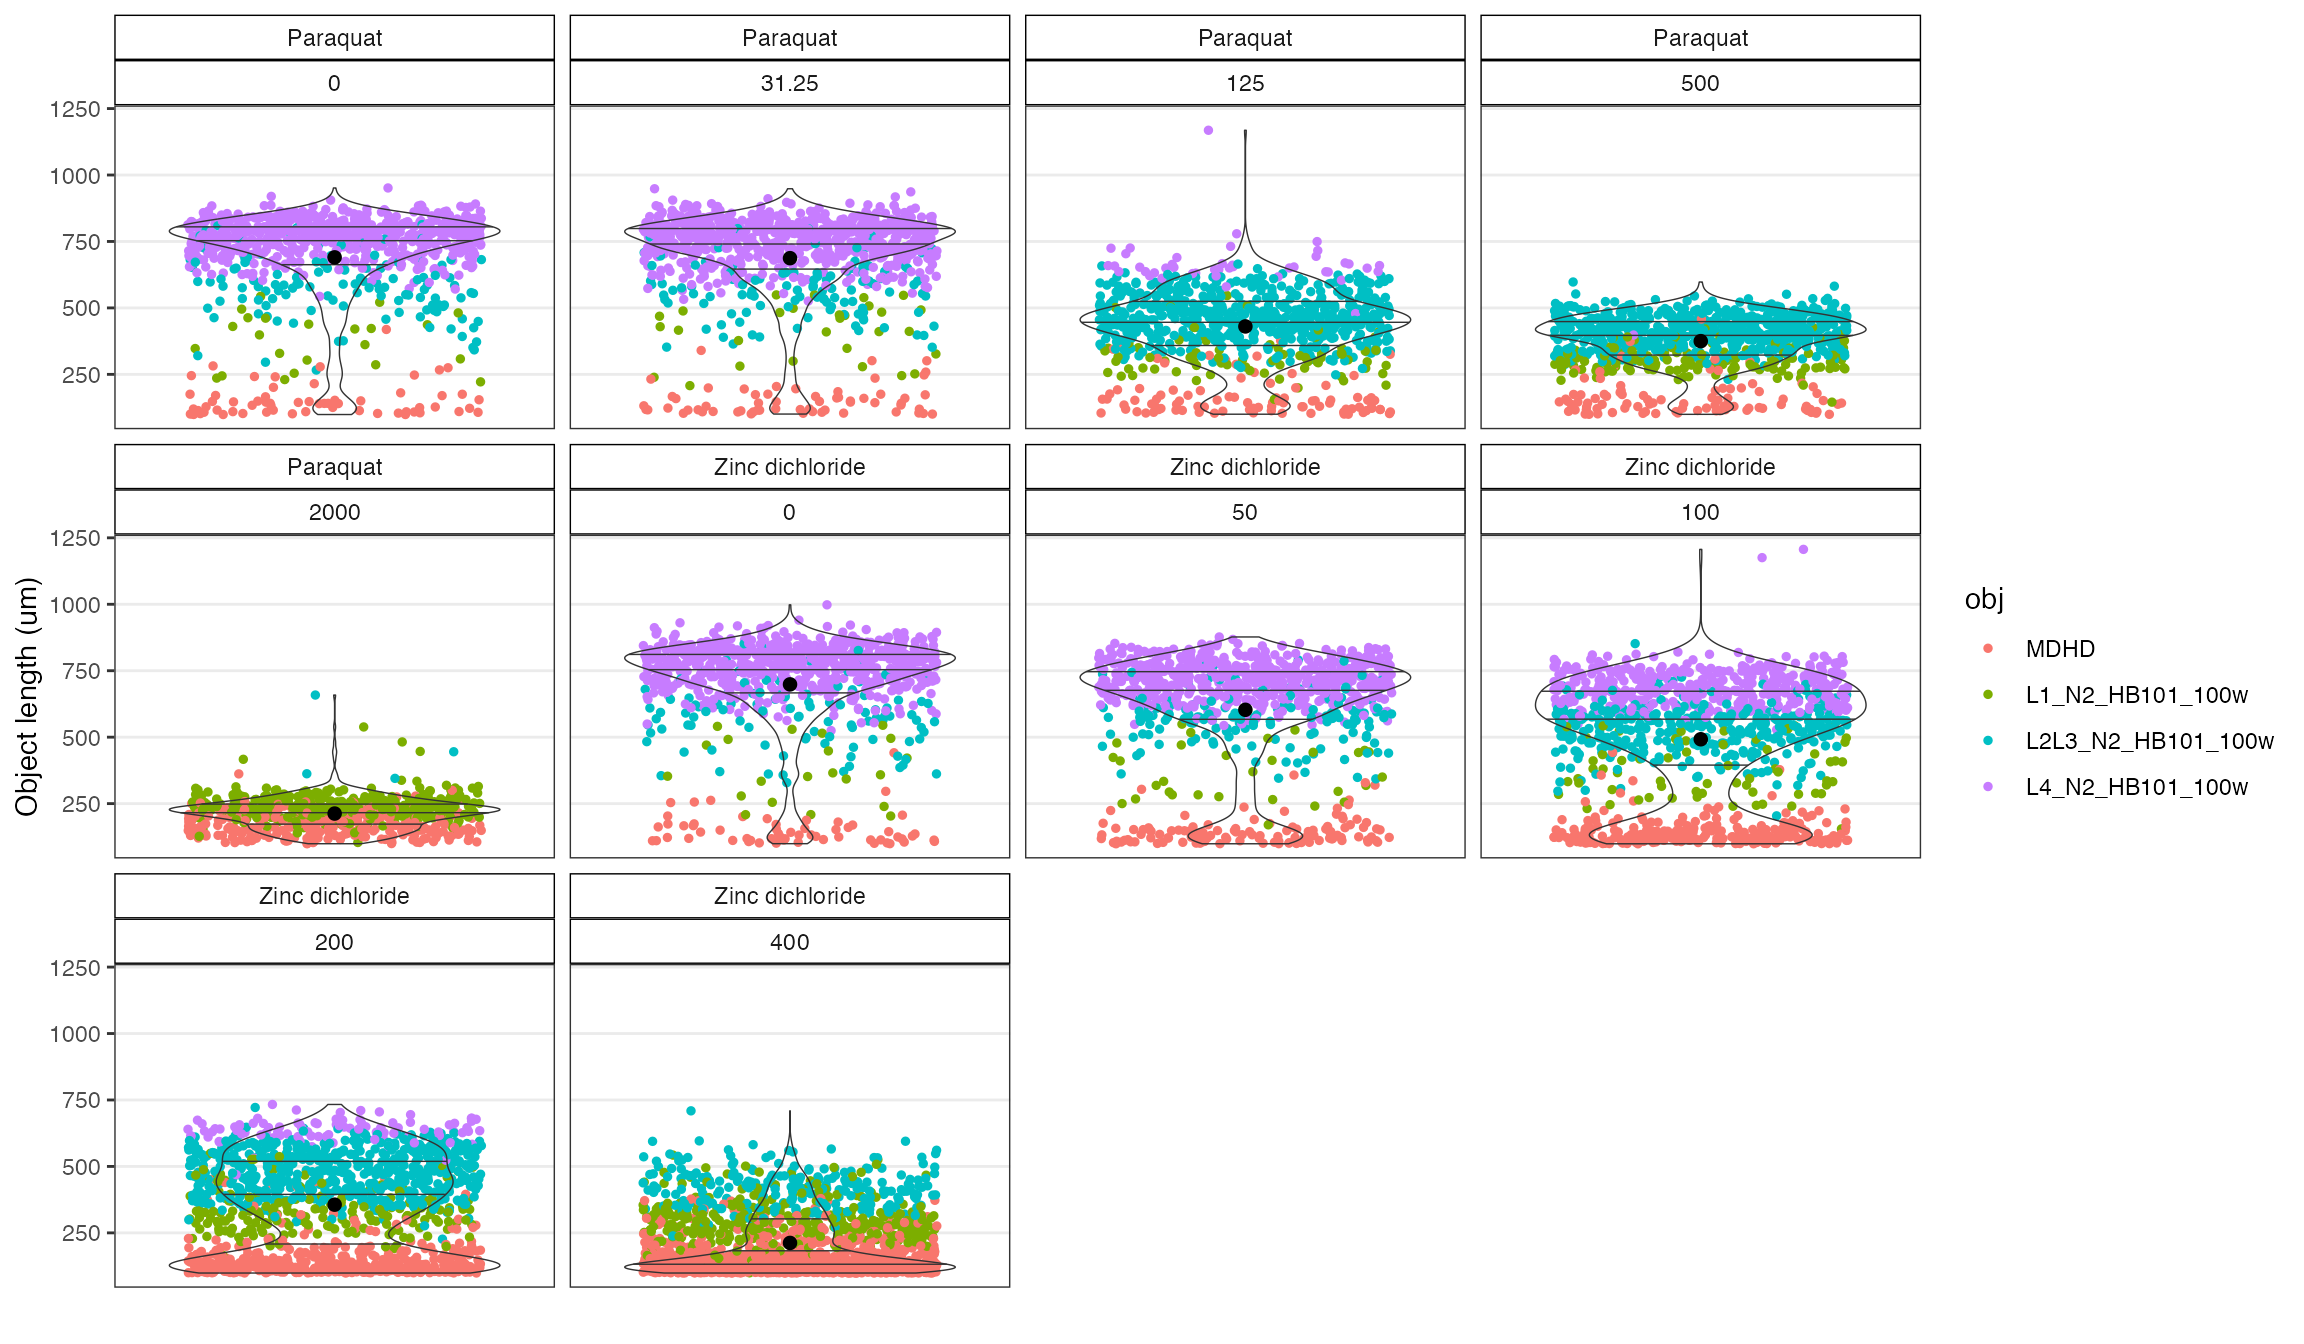 Paraquat
Paraquat
Paraquat
Paraquat
0
31.25
125
500
1250
1000
750
500
250
Paraquat
Zinc dichloride
Zinc dichloride
Zinc dichloride
2000
0
50
100
1250
1000
750
500
250
Zinc dichloride
Zinc dichloride
200
400
1250
1000
750
500
250
Object length (um)
obj
MDHD
L1_N2_HB101_100w
L2L3_N2_HB101_100w
L4_N2_HB101_100w